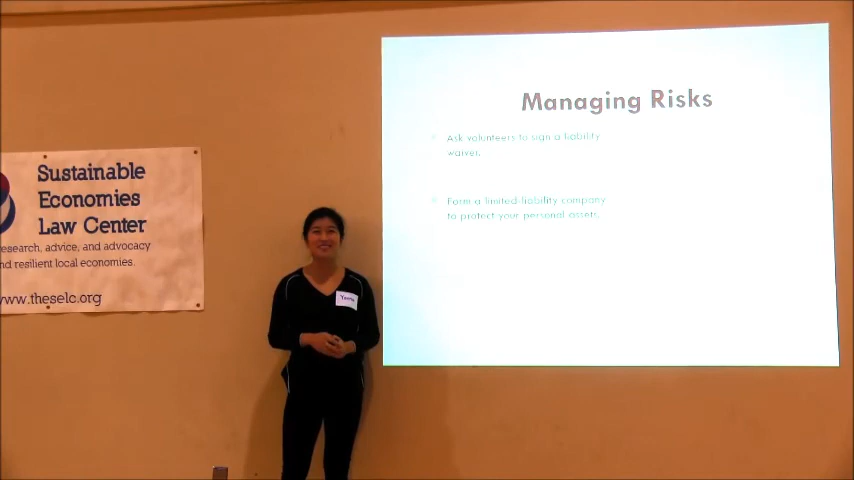 Sustainable
Economies
Law Center
esearch, advice, and advocacy
nd resilient local economies.
www.theselc.org
Managing Risks
Ask volunteers to sign a liability
waiver.
Form a limited liability company
to protect your personal assets.